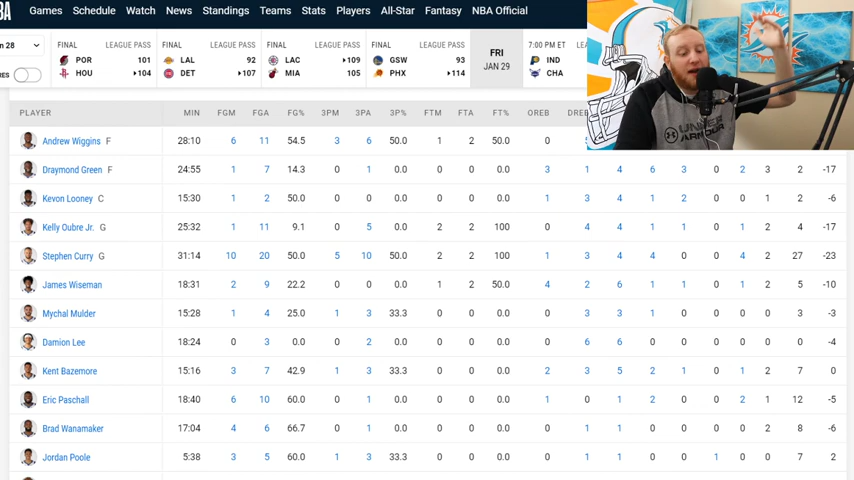 BA Games Schedule Watch News Standings Teams Stats Players All-Star Fantasy NBA Official
n 28 FINAL LEAGUE PASS FINAL LEAGUE PASS FINAL LEAGUE PASS FINAL LEAGUE PASS FRI 7:00 PM ET
POR 101 LAL 92 LAC 109 GSW 93 JAN 29 IND
RES HOU 104 DET 107 MIA 105 PHX 114 CHA
PLAYER MIN FGM FGA FG% 3PM 3PA 3P% FTM FTA FT% OREB DREB
Andrew Wiggins F 28:10 6 11 54.5 3 6 50.0 1 2 50.0 0
UNDER ARMOUR
Draymond Green F 24:55 1 7 14.3 0 1 0.0 0 0 0.0 3 1 4 6 3 0 2 3 2 -17
Kevon Looney C 15:30 1 2 50.0 0 0 0.0 0 0 0.0 1 3 4 1 2 0 0 1 2 -6
Kelly Oubre Jr. G 25:32 1 11 9.1 0 5 0.0 2 2 100 0 4 4 1 1 0 1 2 4 -17
Stephen Curry G 31:14 10 20 50.0 5 10 50.0 2 2 100 1 3 4 4 0 0 4 2 27 -23
James Wiseman 18:31 2 9 22.2 0 0 0.0 1 2 50.0 4 2 6 1 1 0 1 2 5 -10
Mychal Mulder 15:28 1 4 25.0 1 3 33.3 0 0 0.0 0 3 3 1 0 0 0 0 3 -3
Damion Lee 18:24 0 3 0.0 0 2 0.0 0 0 0.0 0 6 6 0 0 0 0 0 0 -4
Kent Bazemore 15:16 3 7 42.9 1 3 33.3 0 0 0.0 2 3 5 2 1 0 1 2 7 0
Eric Paschall 18:40 6 10 60.0 0 1 0.0 0 0 0.0 1 0 1 2 0 0 2 1 12 -5
Brad Wanamaker 17:04 4 6 66.7 0 1 0.0 0 0 0.0 0 1 1 0 0 0 0 2 8 -6
Jordan Poole 5:38 3 5 60.0 1 3 33.3 0 0 0.0 0 1 1 0 0 1 0 0 7 2